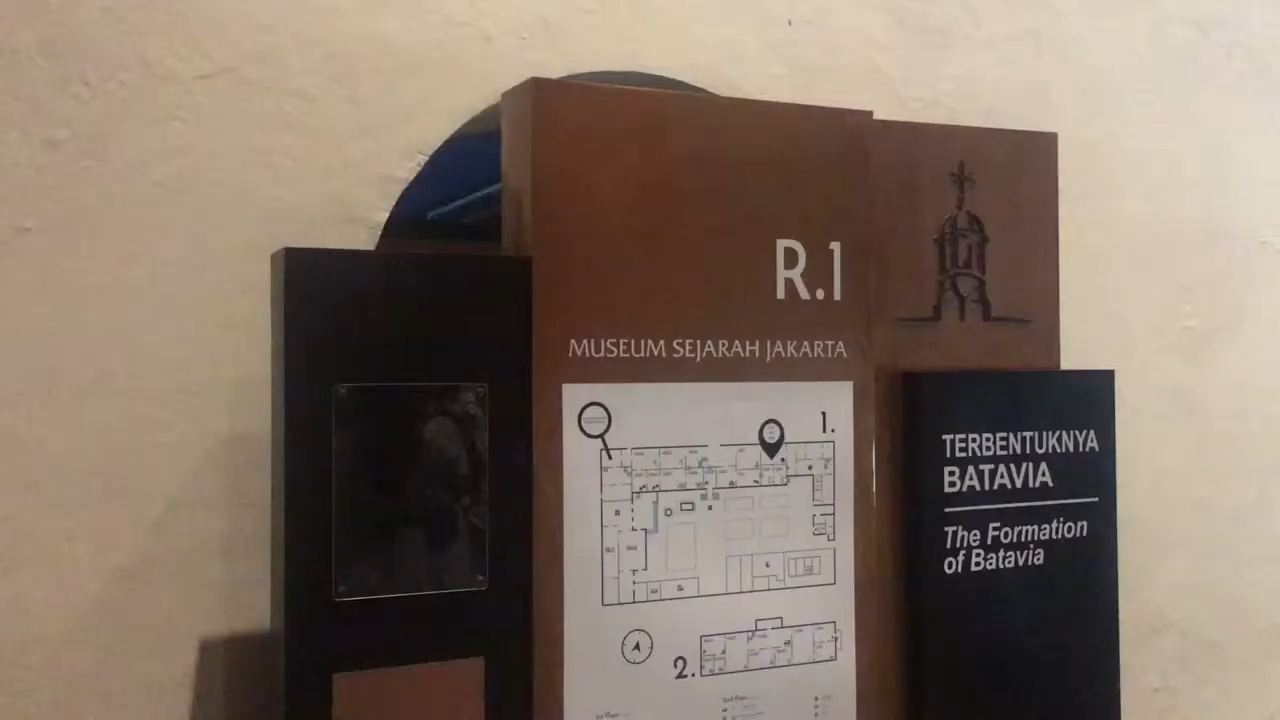 R.1
MUSEUM SEJARAH JAKARTA
1.
2.
TERBENTUKNYA
BATAVIA
The Formation
of Batavia